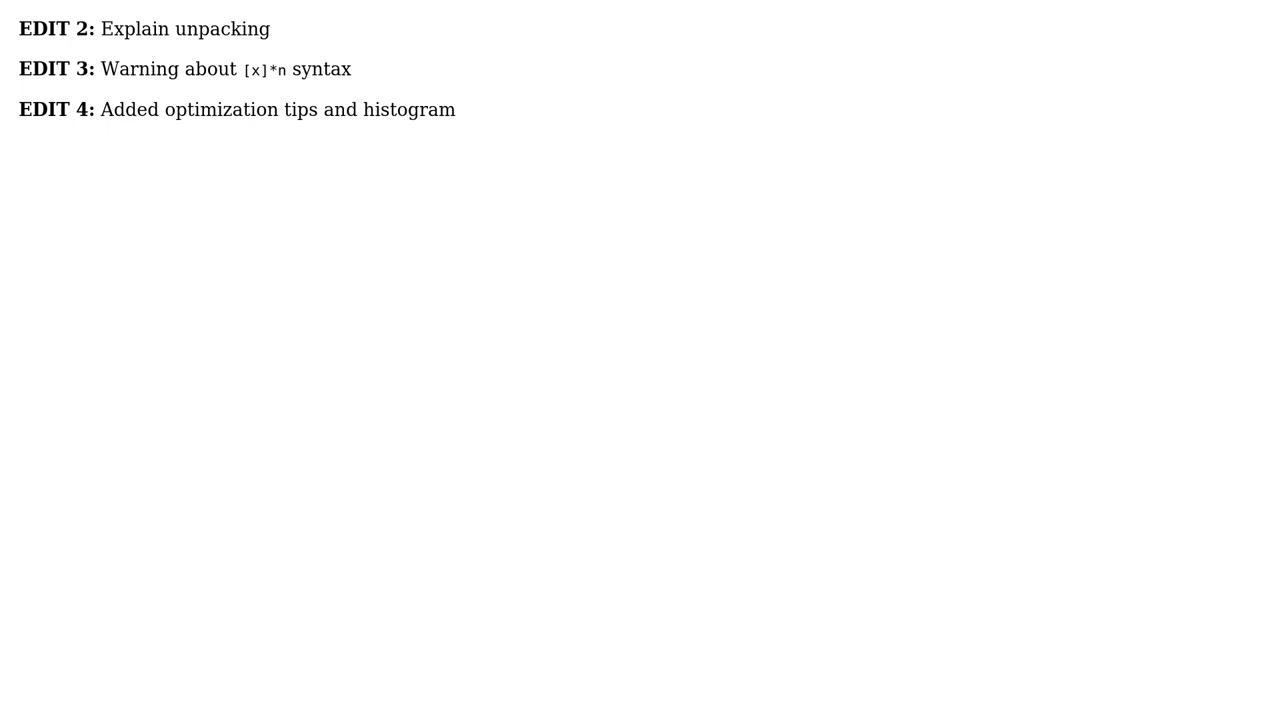 EDIT 2: Explain unpacking
EDIT 3: Warning about [x]*n syntax
EDIT 4: Added optimization tips and histogram